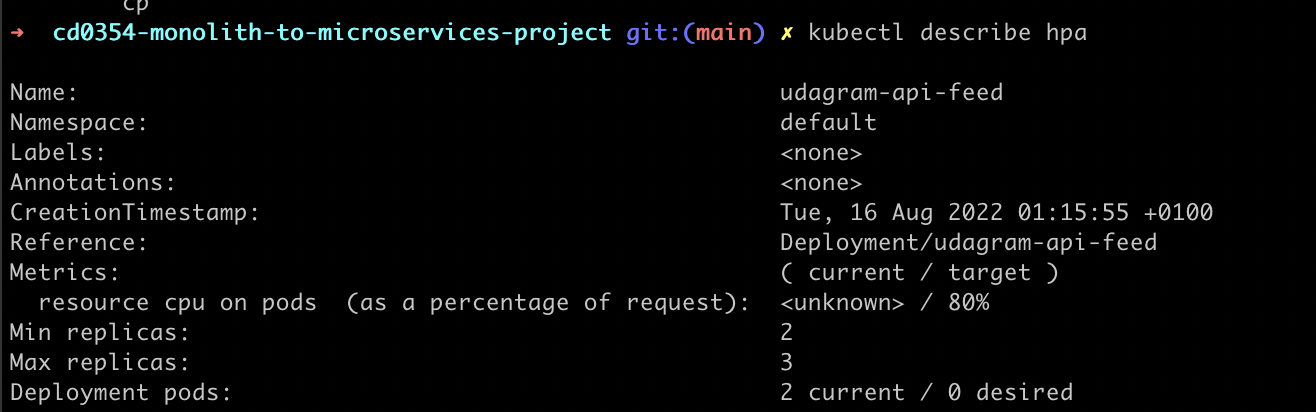 cp
➜ cd0354-monolith-to-microservices-project git:(main) ✗ kubectl describe hpa
Name: udagram-api-feed
Namespace: default
Labels: <none>
Annotations: <none>
CreationTimestamp: Tue, 16 Aug 2022 01:15:55 +0100
Reference: Deployment/udagram-api-feed
Metrics: ( current / target )
resource cpu on pods (as a percentage of request): <unknown> / 80%
Min replicas: 2
Max replicas: 3
Deployment pods: 2 current / 0 desired